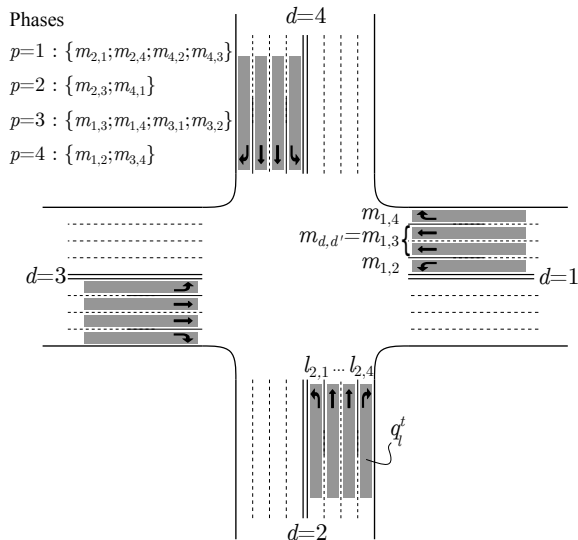 Phases
p=1 : {m2,1;m2,4;m4,2;m4,3}
p=2 : {m2,3;m4,1}
p=3 : {m1,3;m1,4;m3,1;m3,2}
p=4 : {m1,2;m3,4}
d=4
m1,4
md,d′=m1,3
m1,2
d=3
d=1
l2,1 ... l2,4
qlt
d=2